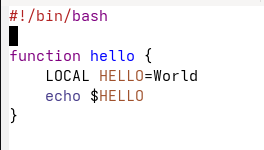 #!/bin/bash
function hello {
    LOCAL HELLO=World
    echo $HELLO
}